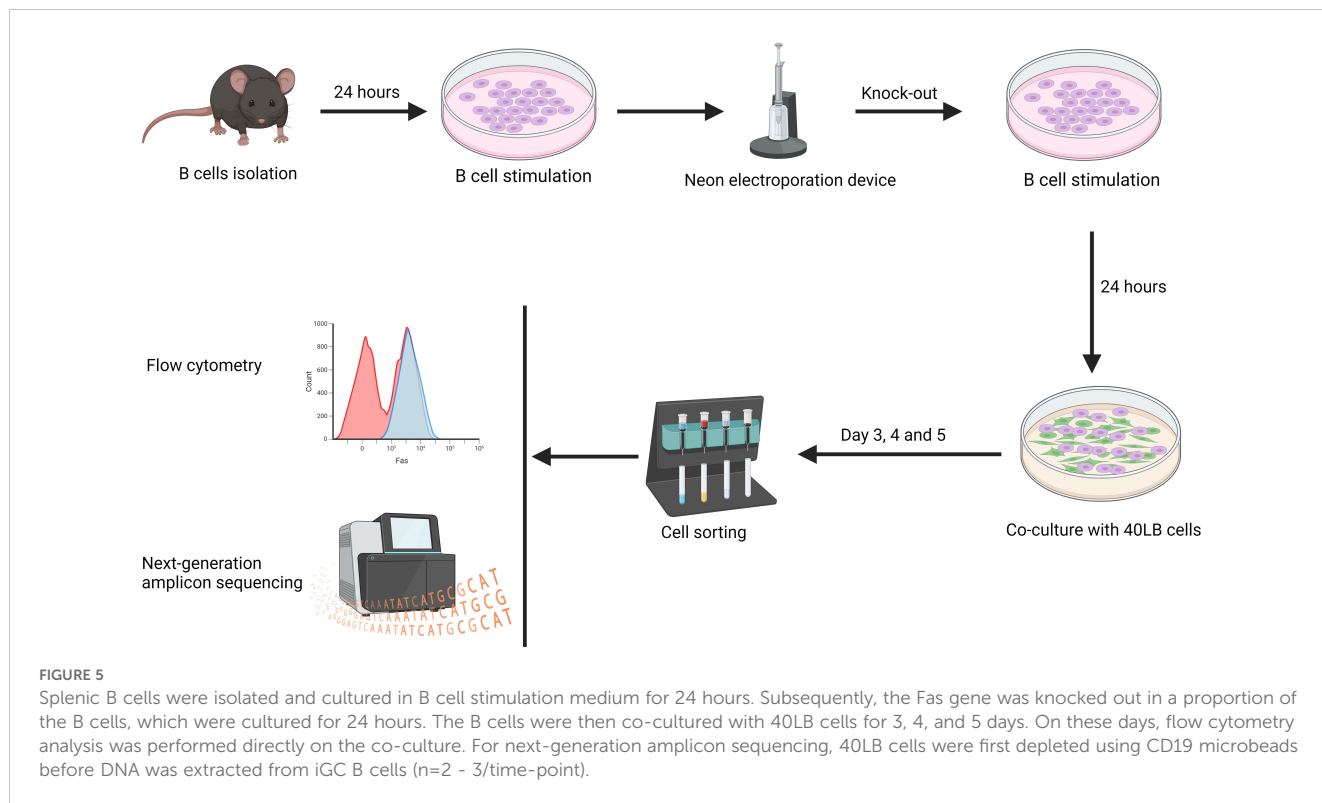 24 hours
Knock-out
B cells isolation
B cell stimulation
Neon electroporation device
B cell stimulation
24 hours
Flow cytometry
1000
800
600
400
200
0
Count
0
10³
10⁴
10⁵
10⁶
Fas
Day 3, 4 and 5
Cell sorting
Co-culture with 40LB cells
Next-generation
amplicon sequencing
FIGURE 5
Splenic B cells were isolated and cultured in B cell stimulation medium for 24 hours. Subsequently, the Fas gene was knocked out in a proportion of
the B cells, which were cultured for 24 hours. The B cells were then co-cultured with 40LB cells for 3, 4, and 5 days. On these days, flow cytometry
analysis was performed directly on the co-culture. For next-generation amplicon sequencing, 40LB cells were first depleted using CD19 microbeads
before DNA was extracted from iGC B cells (n=2 - 3/time-point).